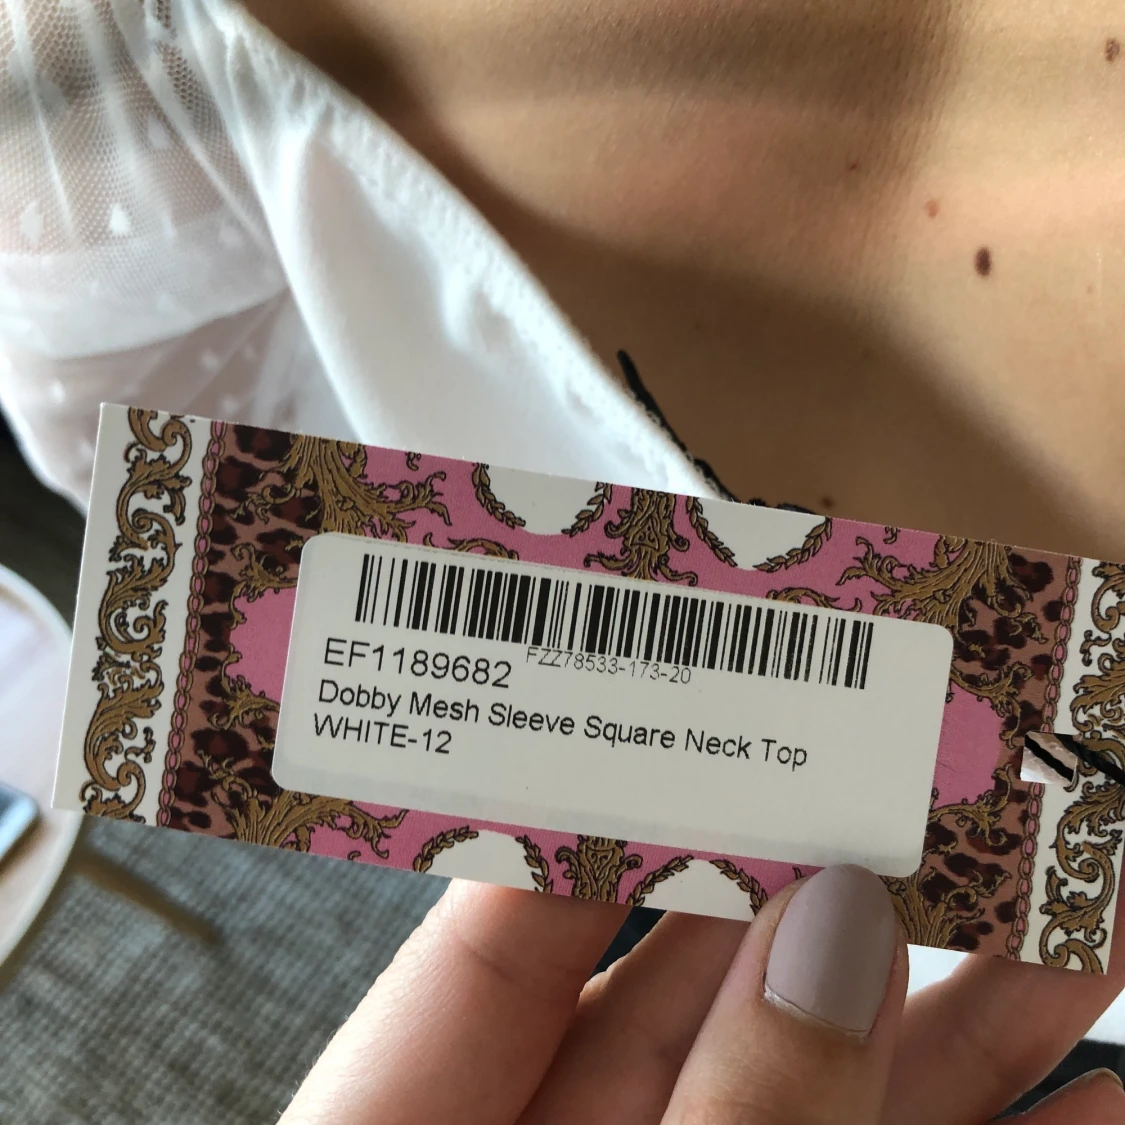 FZZ78533-173-20
EF1189682
Dobby Mesh Sleeve Square Neck Top
WHITE-12